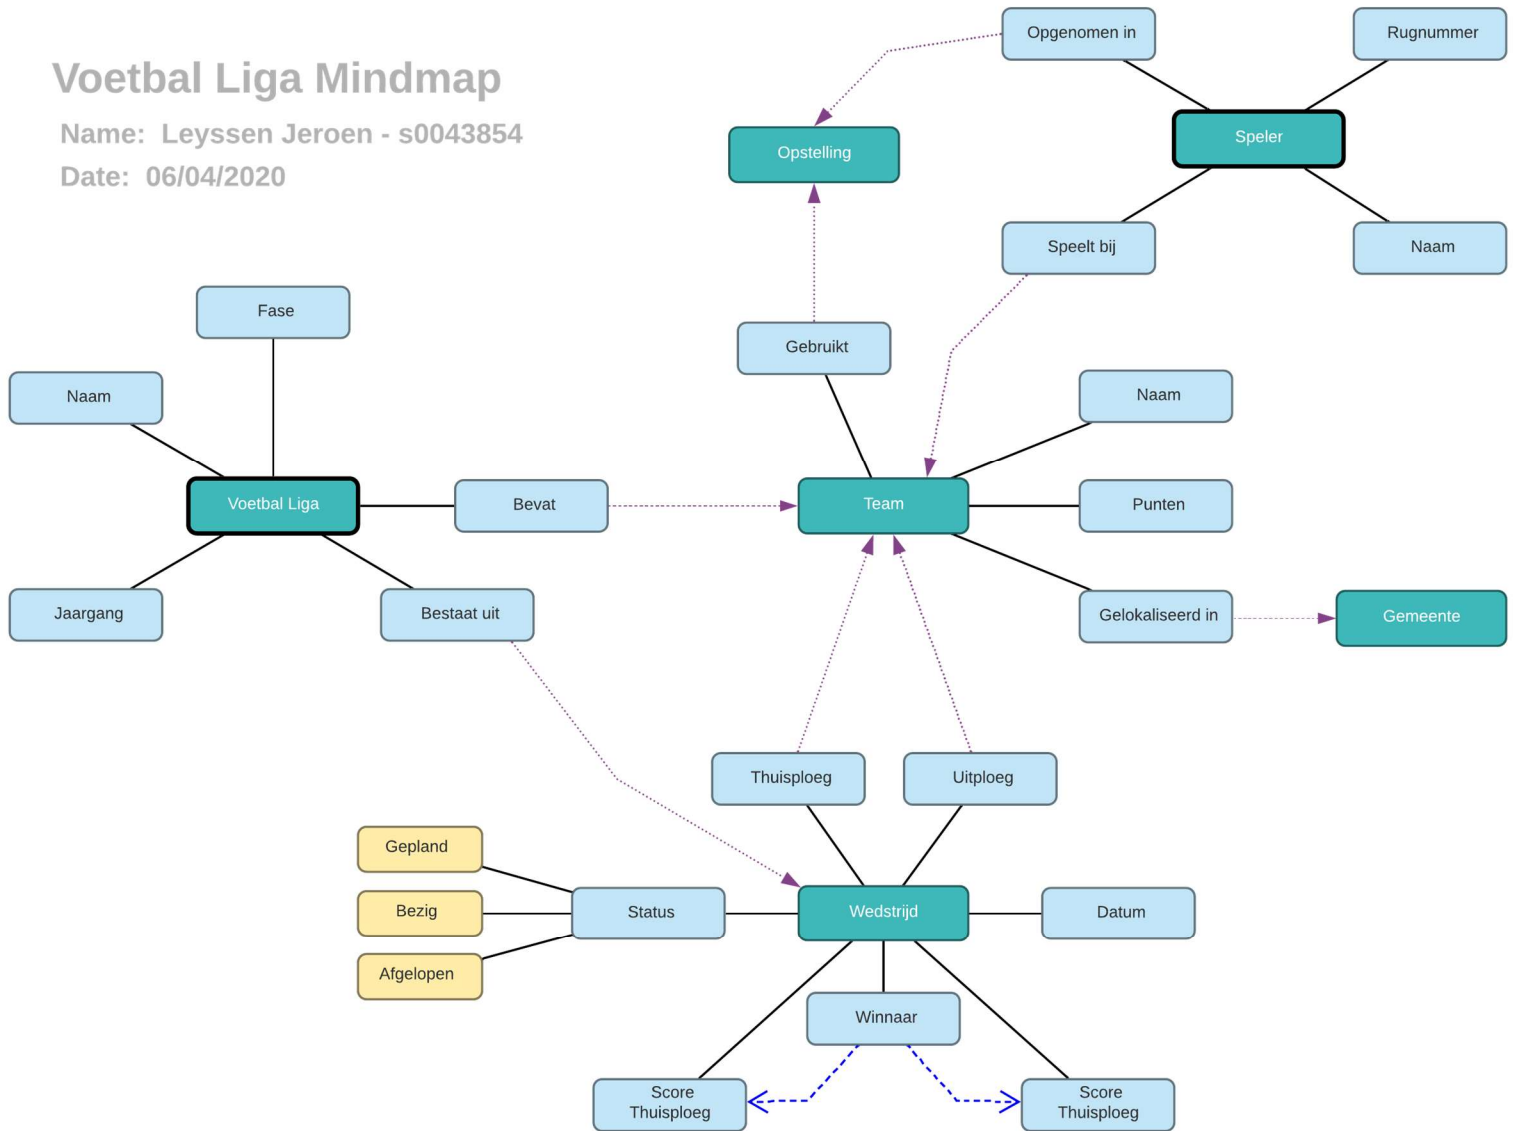 Voetbal Liga Mindmap
Name: Leyssen Jeroen - s0043854
Date: 06/04/2020
Opgenomen in
Rugnummer
Speler
Opstelling
Speelt bij
Naam
Fase
Gebruikt
Naam
Naam
Voetbal Liga
Bevat
Team
Punten
Jaargang
Bestaat uit
Gelokaliseerd in
Gemeente
Thuisploeg
Uitploeg
Gepland
Bezig
Afgelopen
Status
Wedstrijd
Datum
Winnaar
Score
Thuisploeg
Score
Thuisploeg